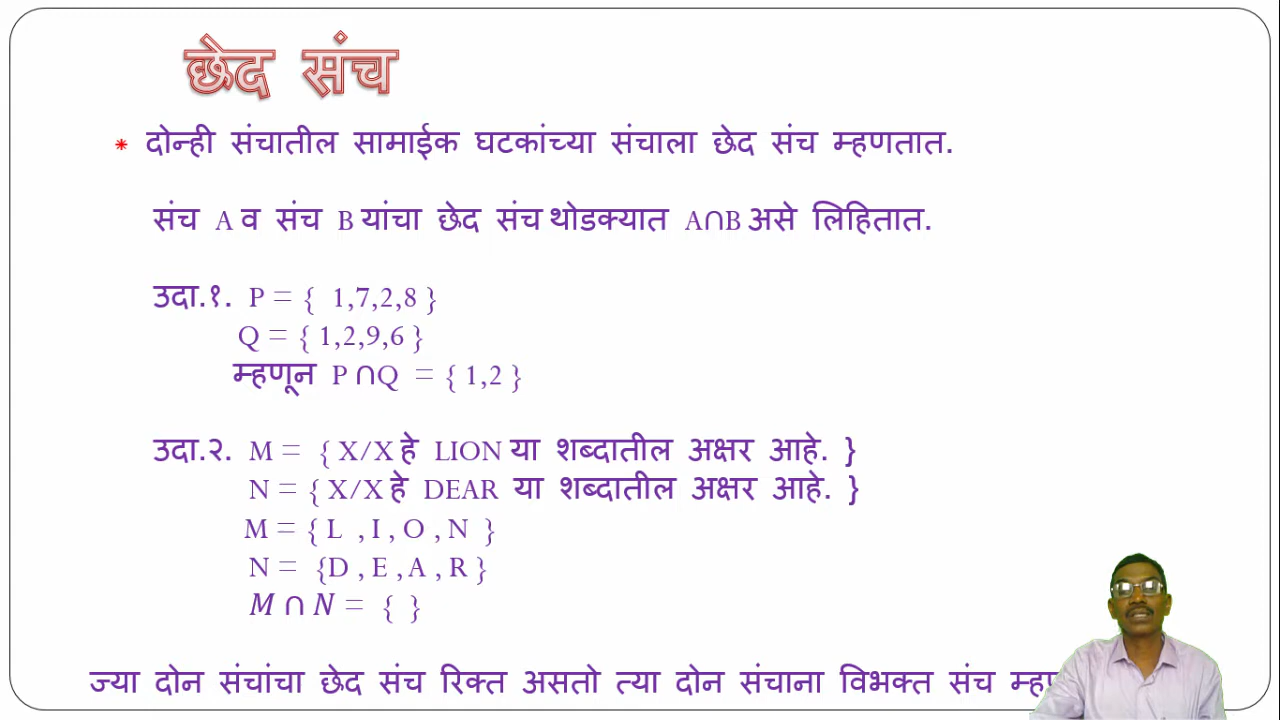 छेद संच
* दोन्ही संचातील सामाईक घटकांच्या संचाला छेद संच म्हणतात.
संच A व संच B यांचा छेद संच थोडक्यात A∩B असे लिहितात.
उदा.१. P = { 1,7,2,8 }
Q = { 1,2,9,6 }
म्हणून P ∩Q = { 1,2 }
उदा.२. M = { X/X हे LION या शब्दातील अक्षर आहे. }
N = { X/X हे DEAR या शब्दातील अक्षर आहे. }
M = { L , I , O , N }
N = {D , E , A , R }
M ∩ N = { }
ज्या दोन संचांचा छेद संच रिक्त असतो त्या दोन संचाना विभक्त संच